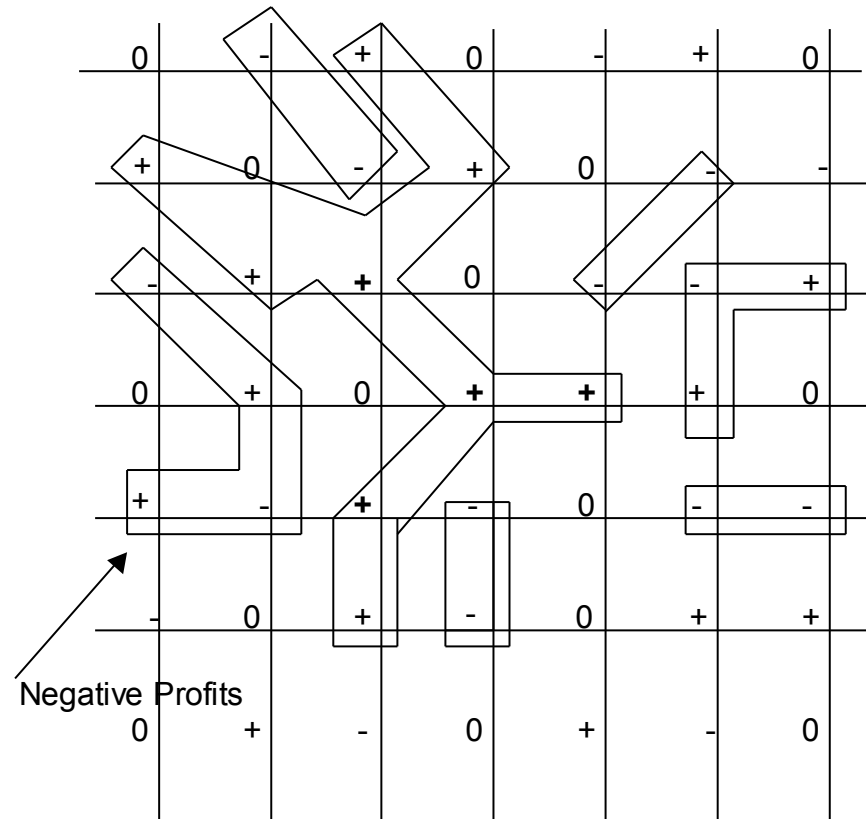 0 - + 0 - + 0
+ 0 - + 0 - -
- + + 0 - - +
0 + 0 + + + 0
+ - + - 0 - -
- 0 + - 0 + +
Negative Profits
0 + - 0 + - 0